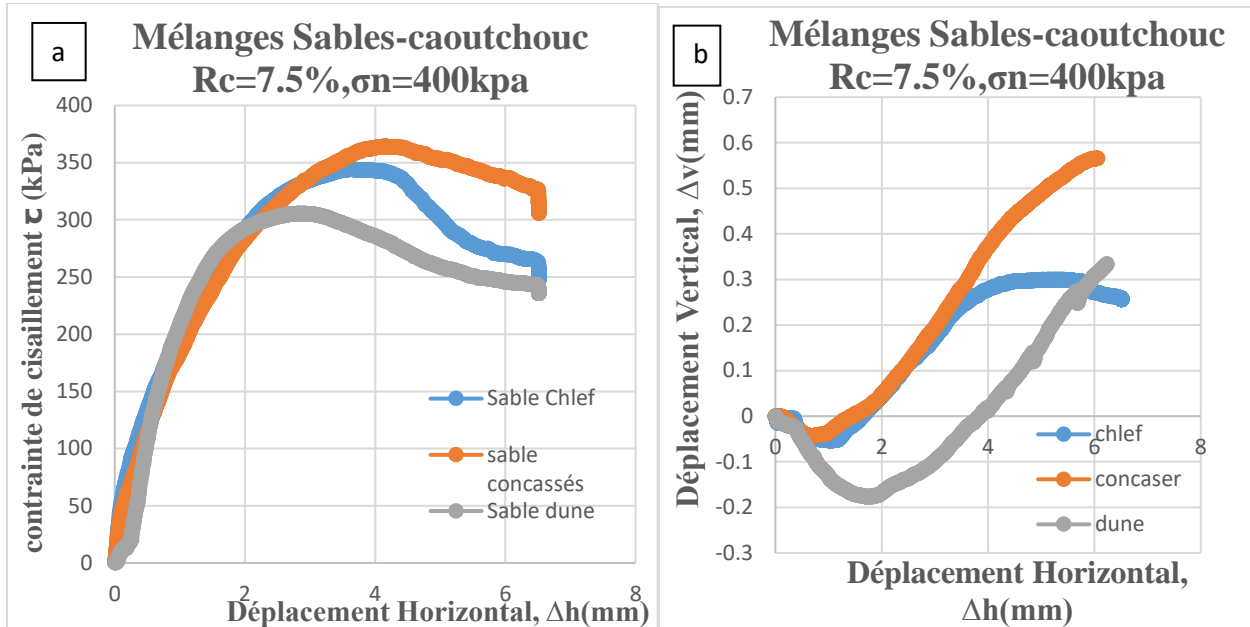 a
Mélanges Sables-caoutchouc
Rc=7.5%,σn=400kpa
contrainte de cisaillement ꚍ (kPa)
400
350
300
250
200
150
100
50
0
0
2
4
6
8
Déplacement Horizontal, Δh(mm)
Sable Chlef
sable
concassés
Sable dune
b
Mélanges Sables-caoutchouc
Rc=7.5%,σn=400kpa
Déplacement Vertical, Δv(mm)
0.7
0.6
0.5
0.4
0.3
0.2
0.1
0
-0.1
-0.2
-0.3
0
2
4
6
8
chlef
concaser
dune
Déplacement Horizontal,
Δh(mm)